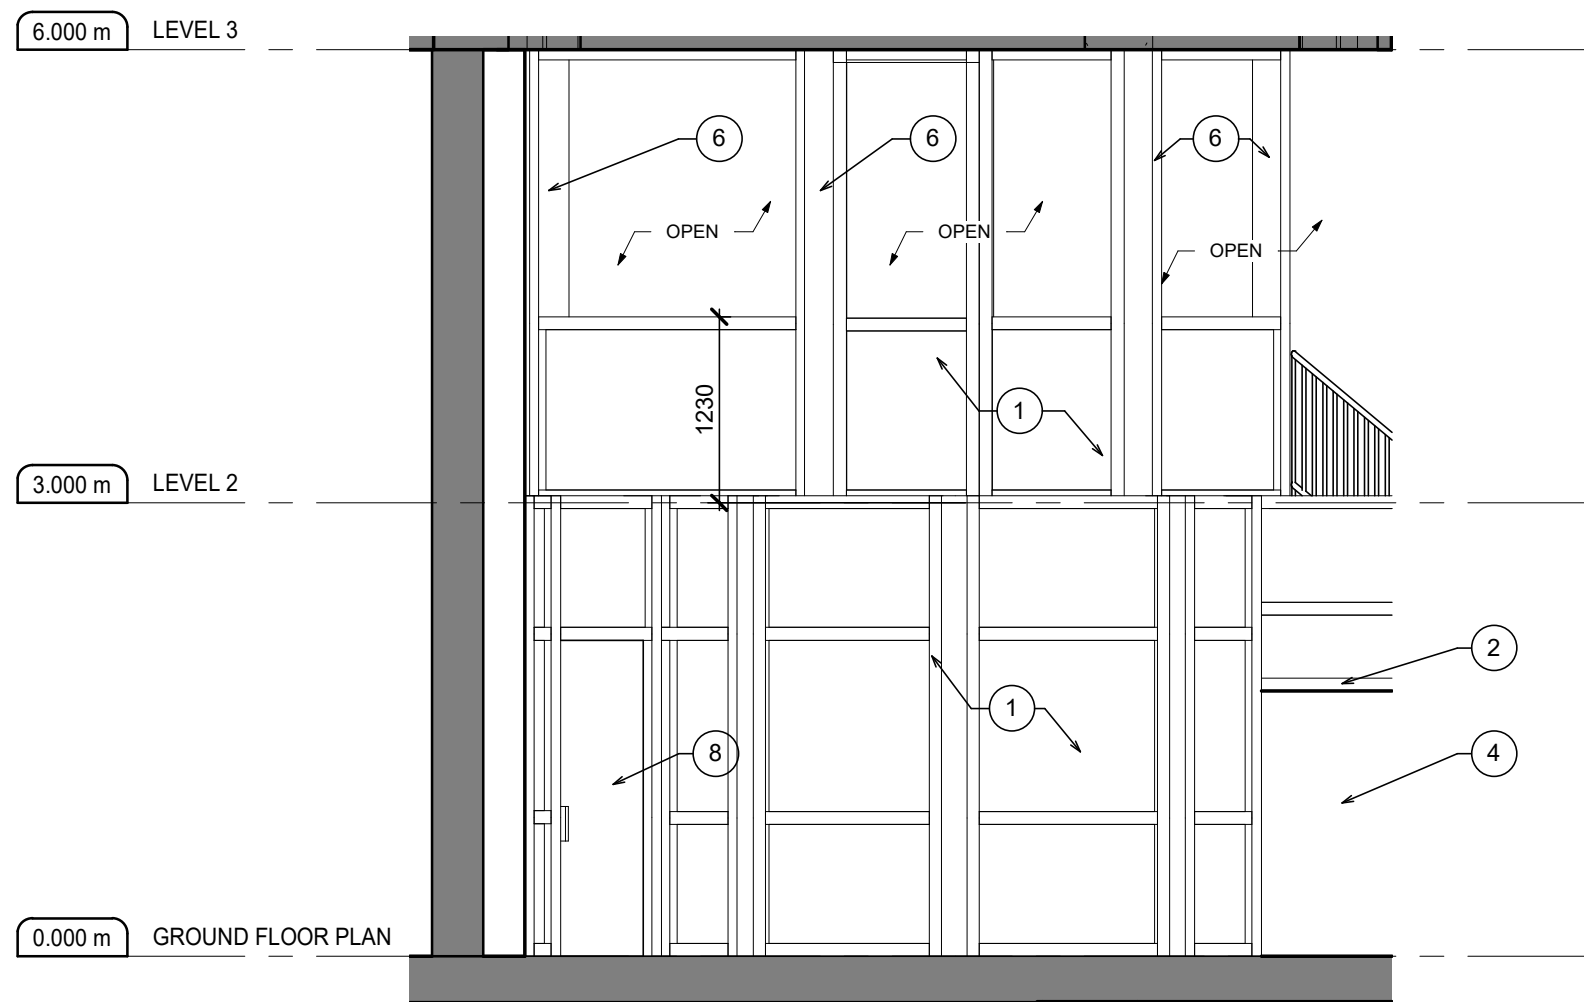 6.000 m LEVEL 3
6 6 6
OPEN OPEN OPEN
1230
1
3.000 m LEVEL 2
2
1
8 4
0.000 m GROUND FLOOR PLAN